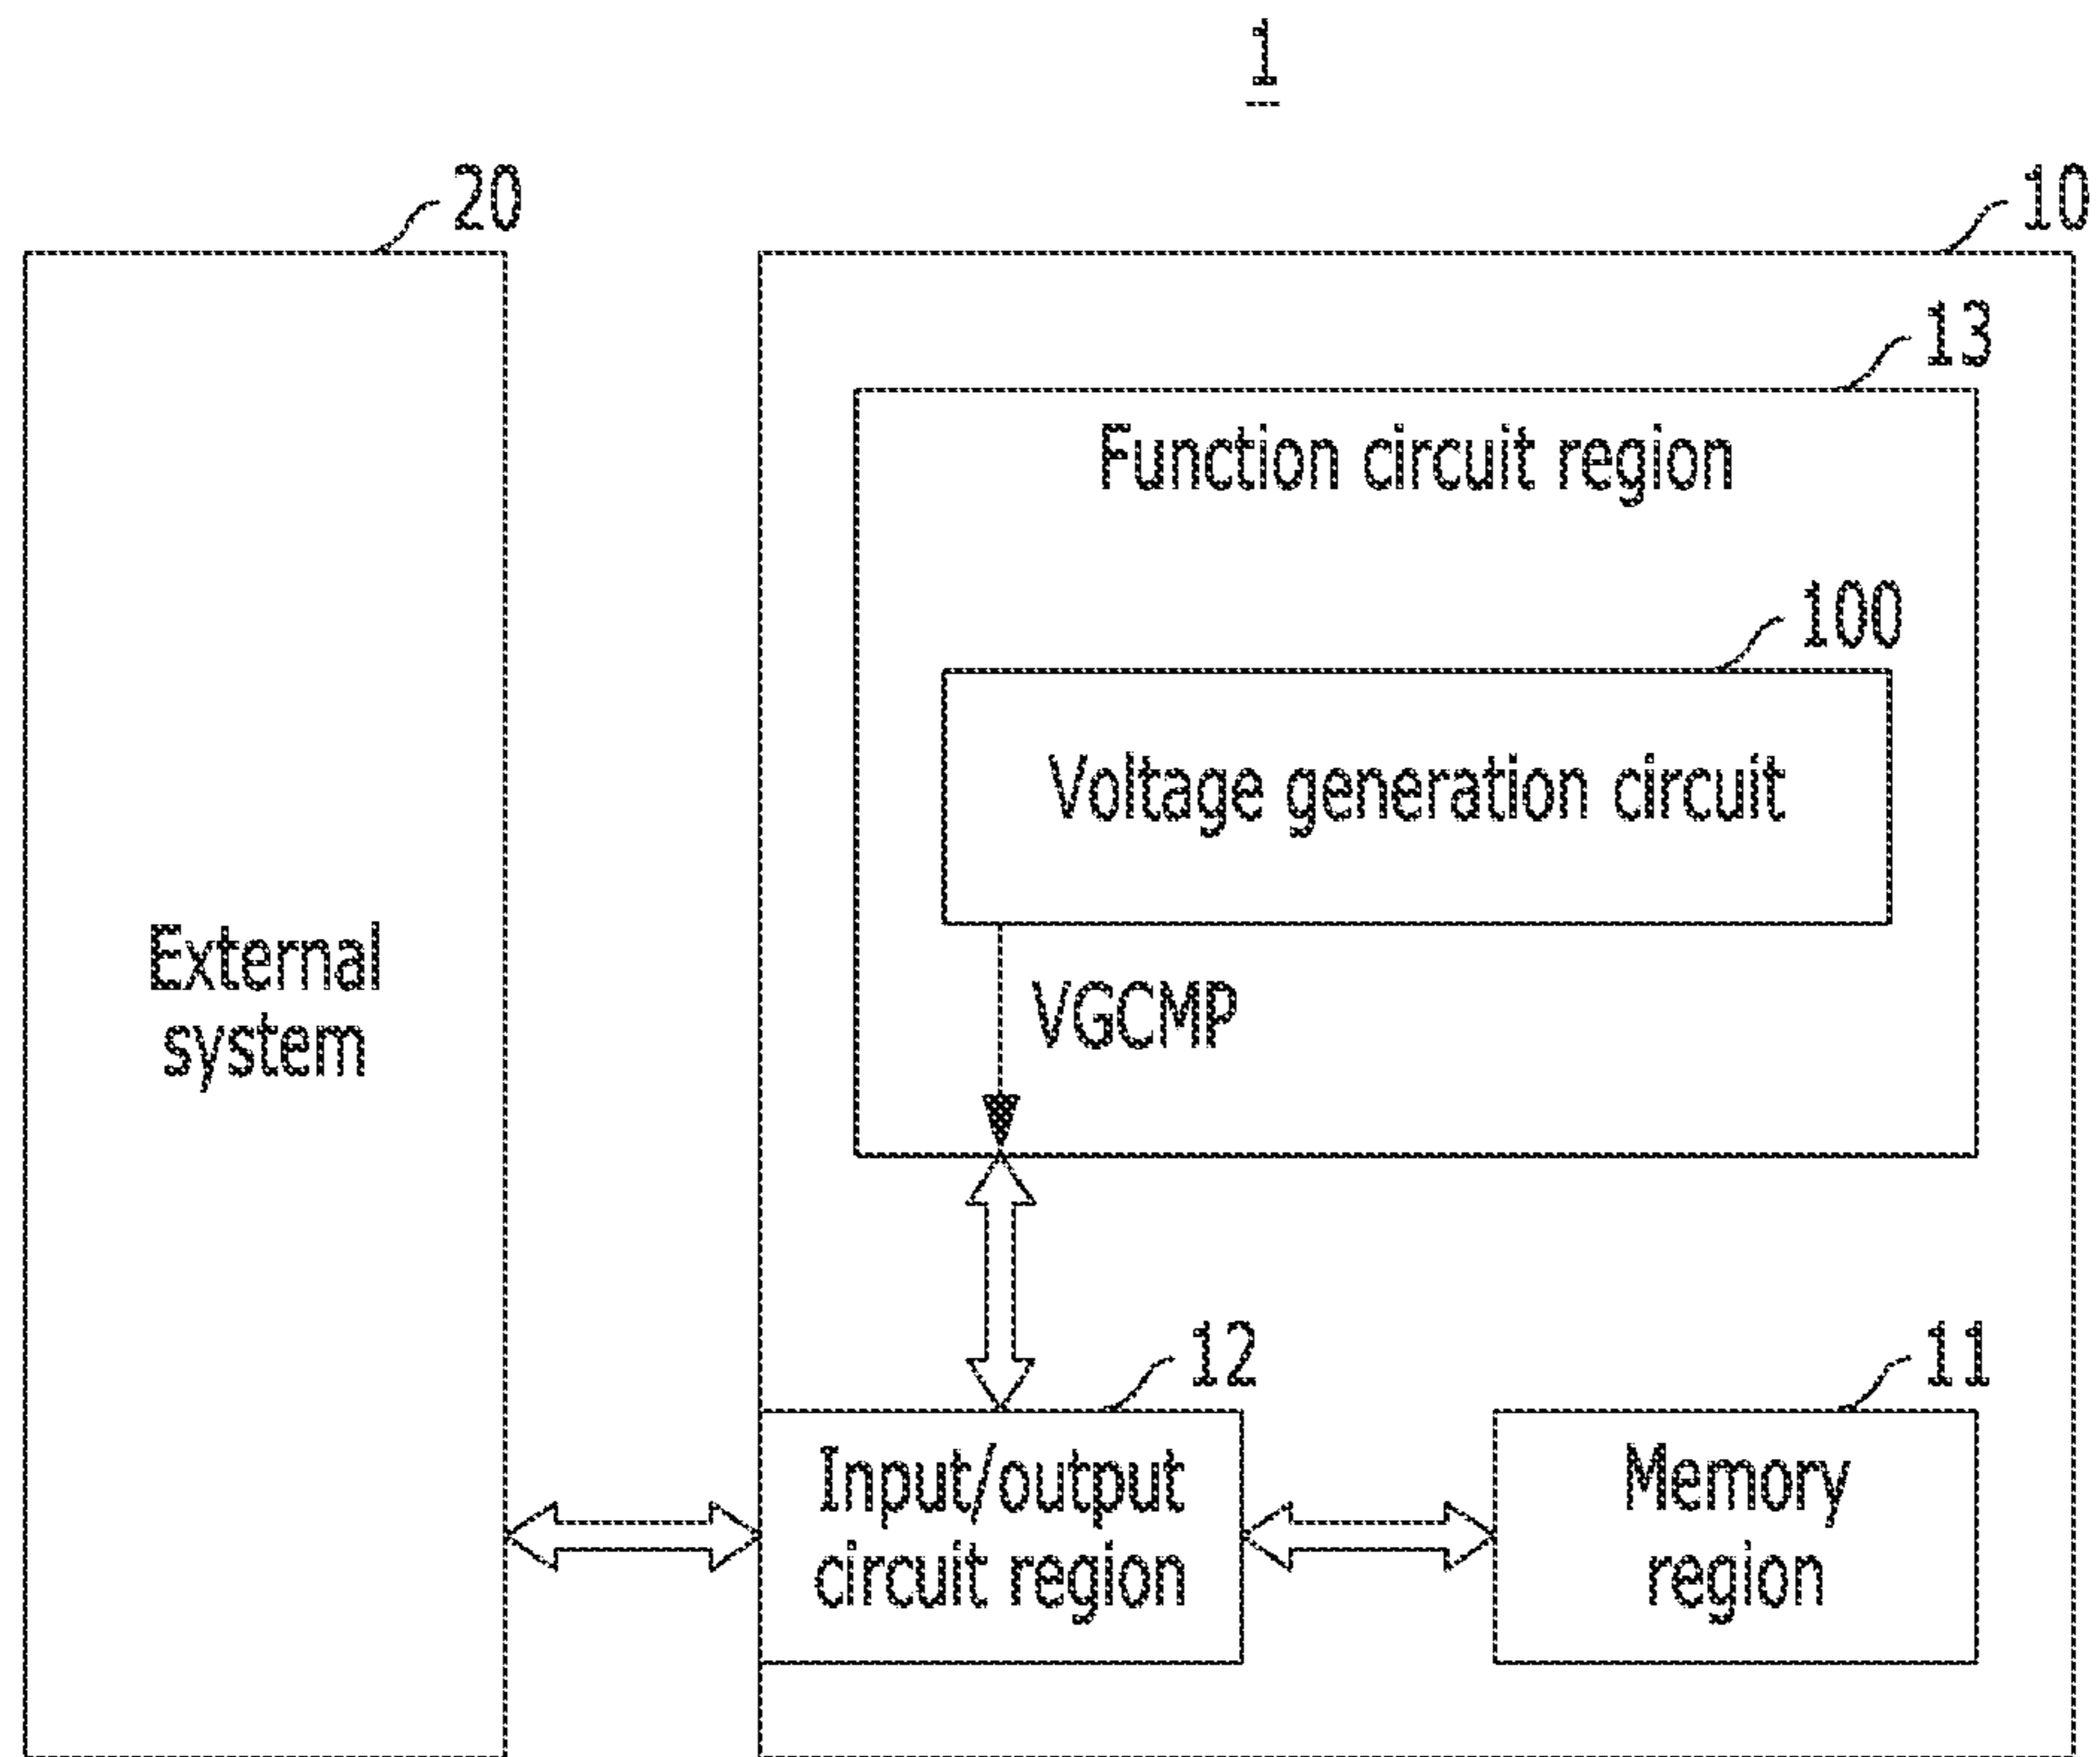 1
20
10
13
Function circuit region
100
Voltage generation circuit
External
system
VGCMP
12
11
Input/output
circuit region
Memory
region